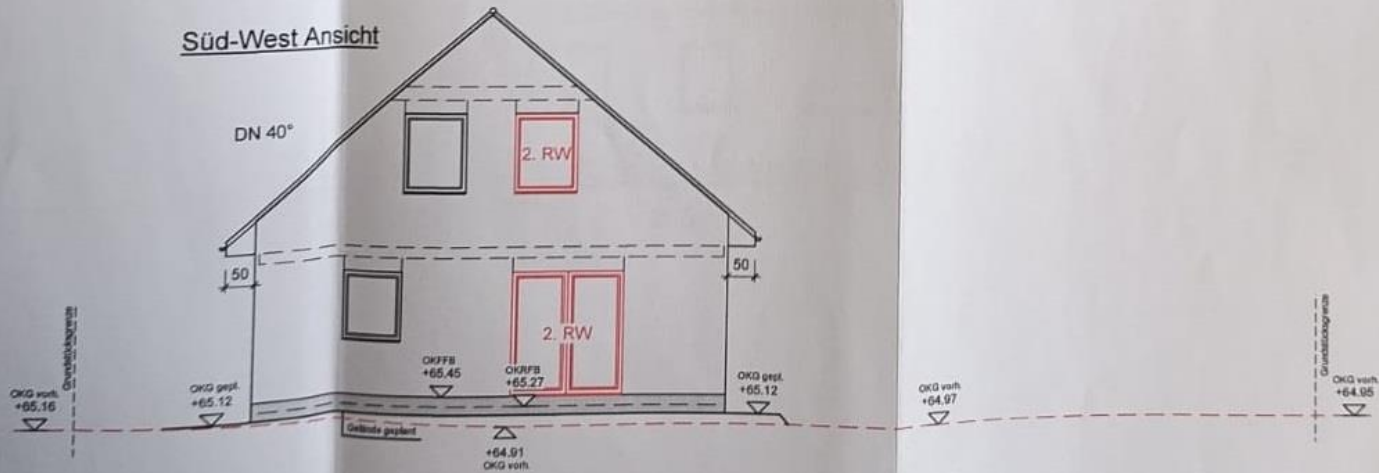 Süd-West Ansicht
DN 40°
2. RW
50
50
2. RW
Grundstücksgrenze
Grundstücksgrenze
OKFFB
+65.45
OKRFB
+65.27
OKG vorh.
+65.16
OKG gepl.
+65.12
OKG gepl.
+65.12
OKG vorh.
+64.97
OKG vorh.
+64.95
Gelände geplant
+64.91
OKG vorh.